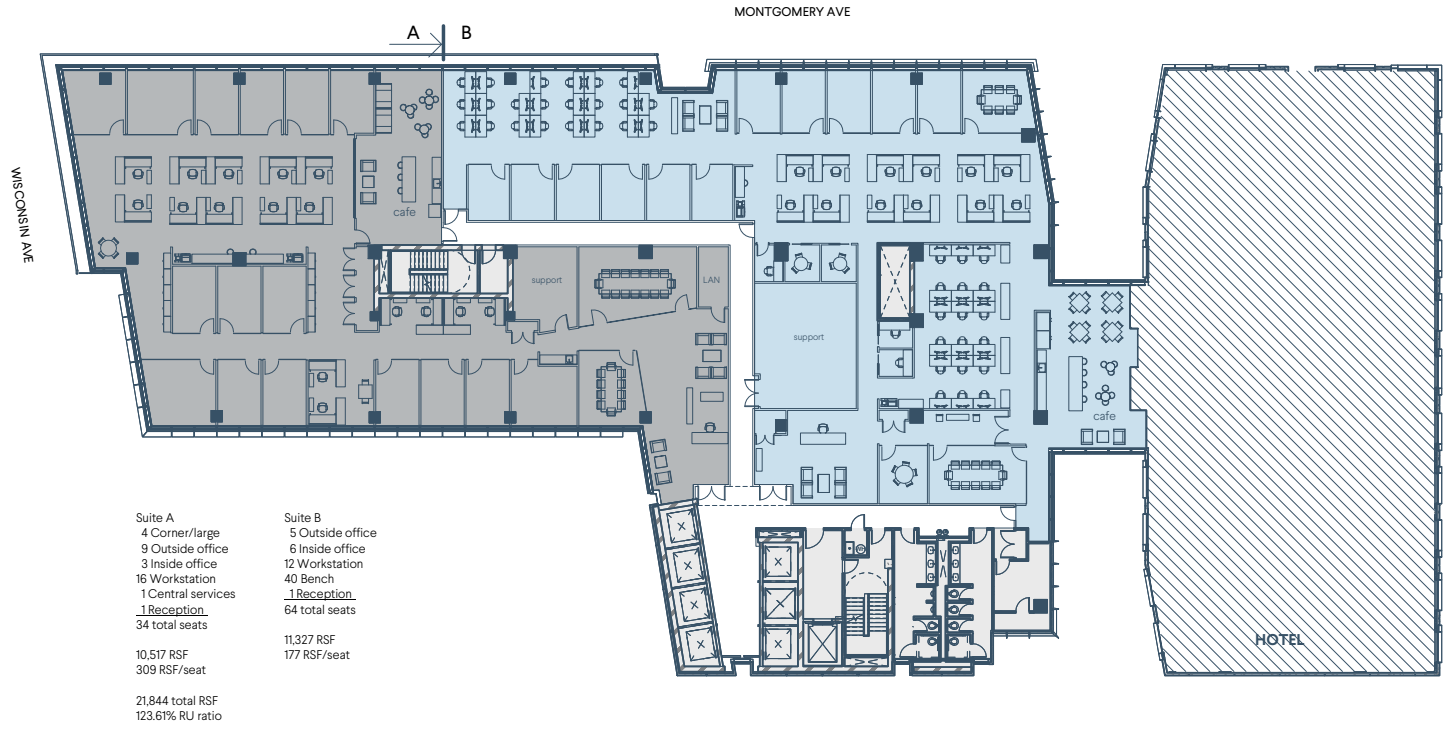 MONTGOMERY AVE
A B
WISCONSIN AVE
cafe
support
LAN
support
cafe
Suite A
4 Corner/large
9 Outside office
3 Inside office
16 Workstation
1 Central services
1 Reception
34 total seats
10,517 RSF
309 RSF/seat
21,844 total RSF
123.61% RU ratio
Suite B
5 Outside office
6 Inside office
12 Workstation
40 Bench
1 Reception
64 total seats
11,327 RSF
177 RSF/seat
HOTEL